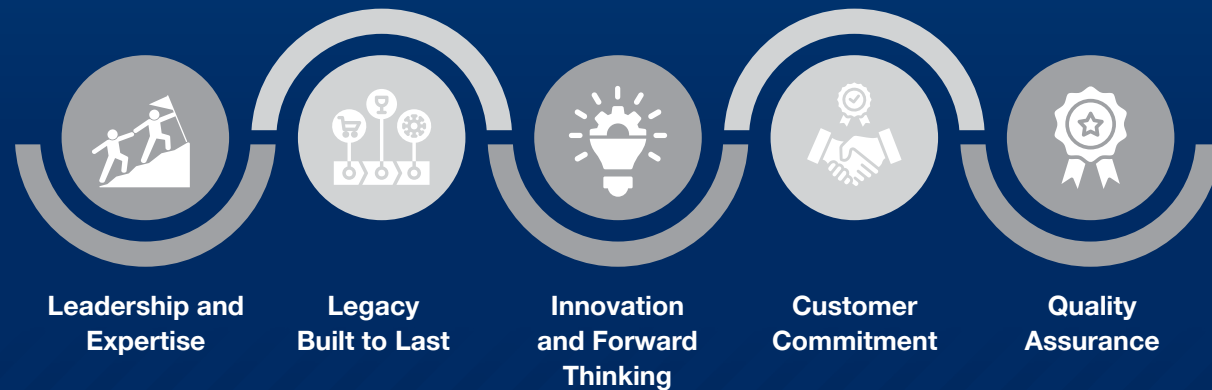 Leadership and
Expertise
Legacy
Built to Last
Innovation
and Forward
Thinking
Customer
Commitment
Quality
Assurance